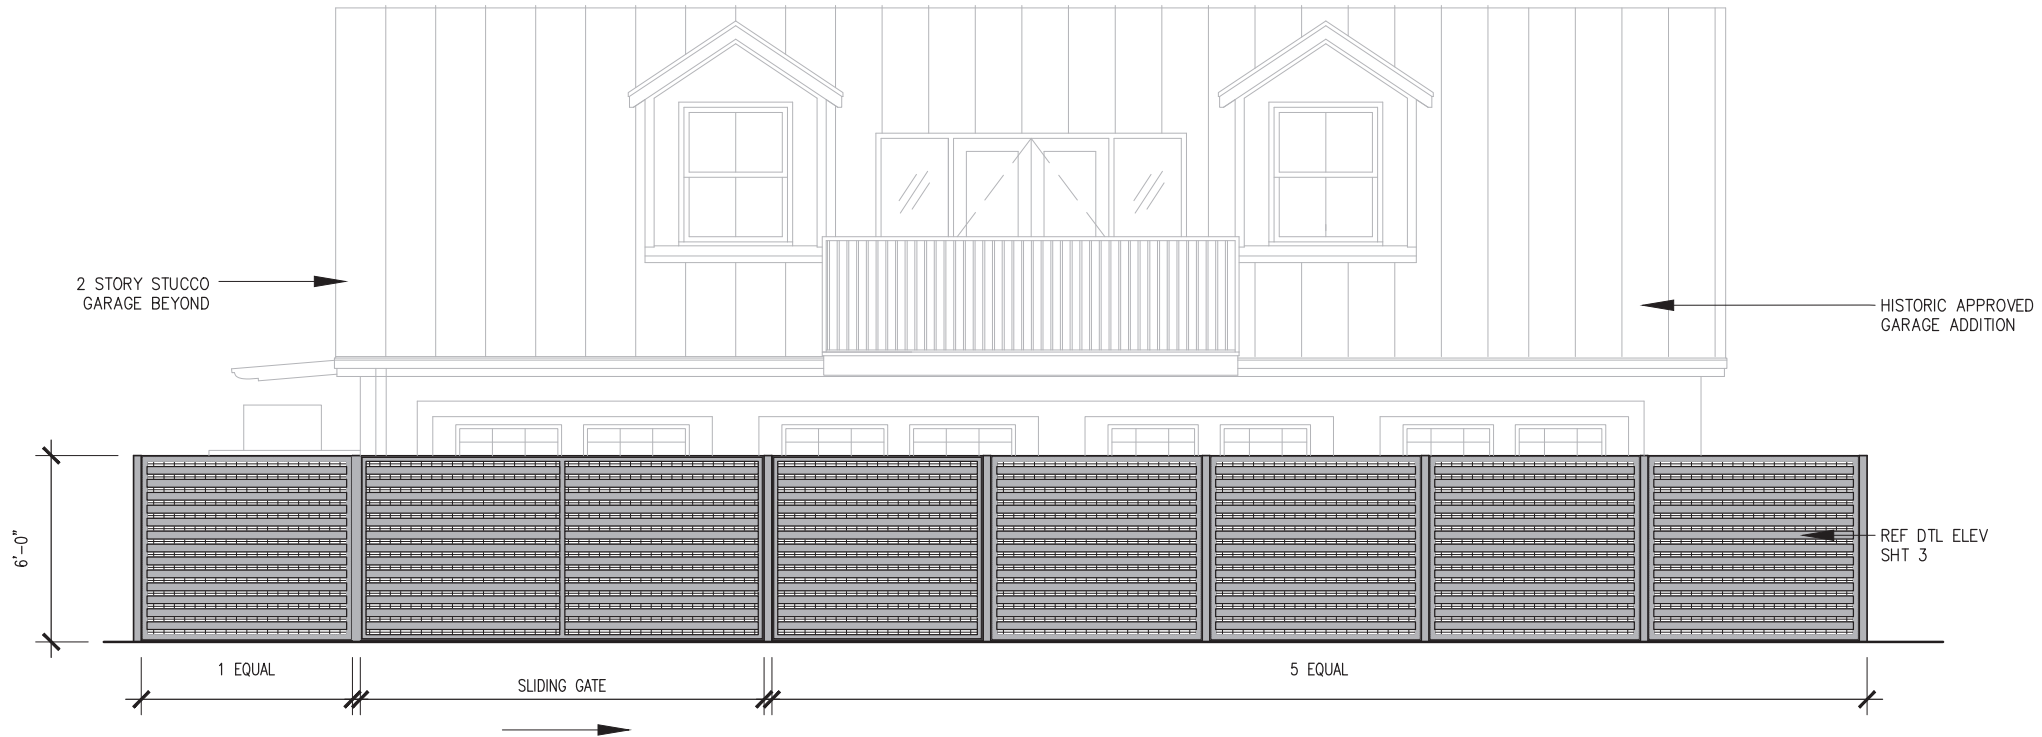 2 STORY STUCCO
GARAGE BEYOND
HISTORIC APPROVED
GARAGE ADDITION
6'-0"
REF DTL ELEV
SHT 3
1 EQUAL
SLIDING GATE
5 EQUAL